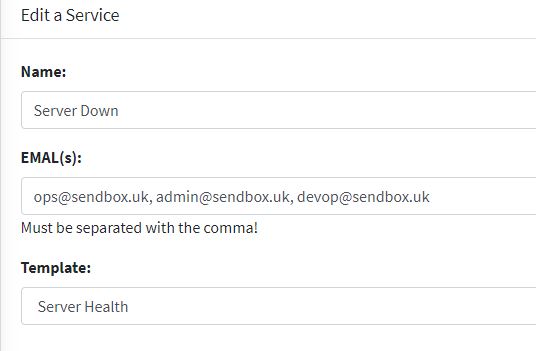 Edit a Service
Name:
Server Down
EMAL(s):
ops@sendbox.uk, admin@sendbox.uk, devop@sendbox.uk
Must be separated with the comma!
Template:
Server Health